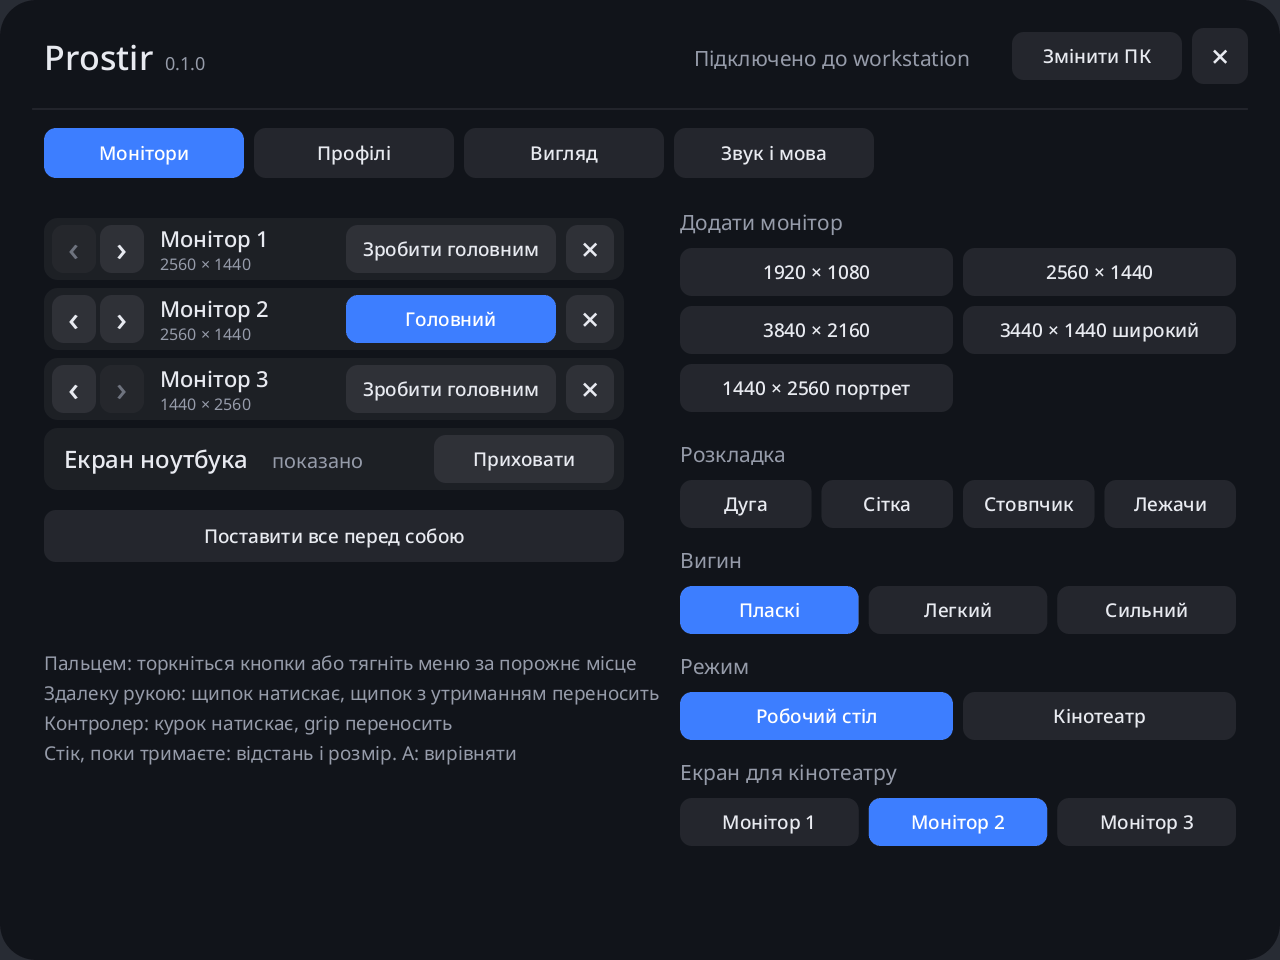 Prostir 0.1.0
Підключено до workstation
Змінити ПК
×
Монітори
Профілі
Вигляд
Звук і мова
‹ › Монітор 1
2560 × 1440
Зробити головним
×
‹ › Монітор 2
2560 × 1440
Головний
×
‹ › Монітор 3
1440 × 2560
Зробити головним
×
Екран ноутбука показано
Приховати
Поставити все перед собою
Пальцем: торкніться кнопки або тягніть меню за порожнє місце
Здалеку рукою: щипок натискає, щипок з утриманням переносить
Контролер: курок натискає, grip переносить
Стік, поки тримаєте: відстань і розмір. A: вирівняти
Додати монітор
1920 × 1080
2560 × 1440
3840 × 2160
3440 × 1440 широкий
1440 × 2560 портрет
Розкладка
Дуга
Сітка
Стовпчик
Лежачи
Вигин
Пласкі
Легкий
Сильний
Режим
Робочий стіл
Кінотеатр
Екран для кінотеатру
Монітор 1
Монітор 2
Монітор 3